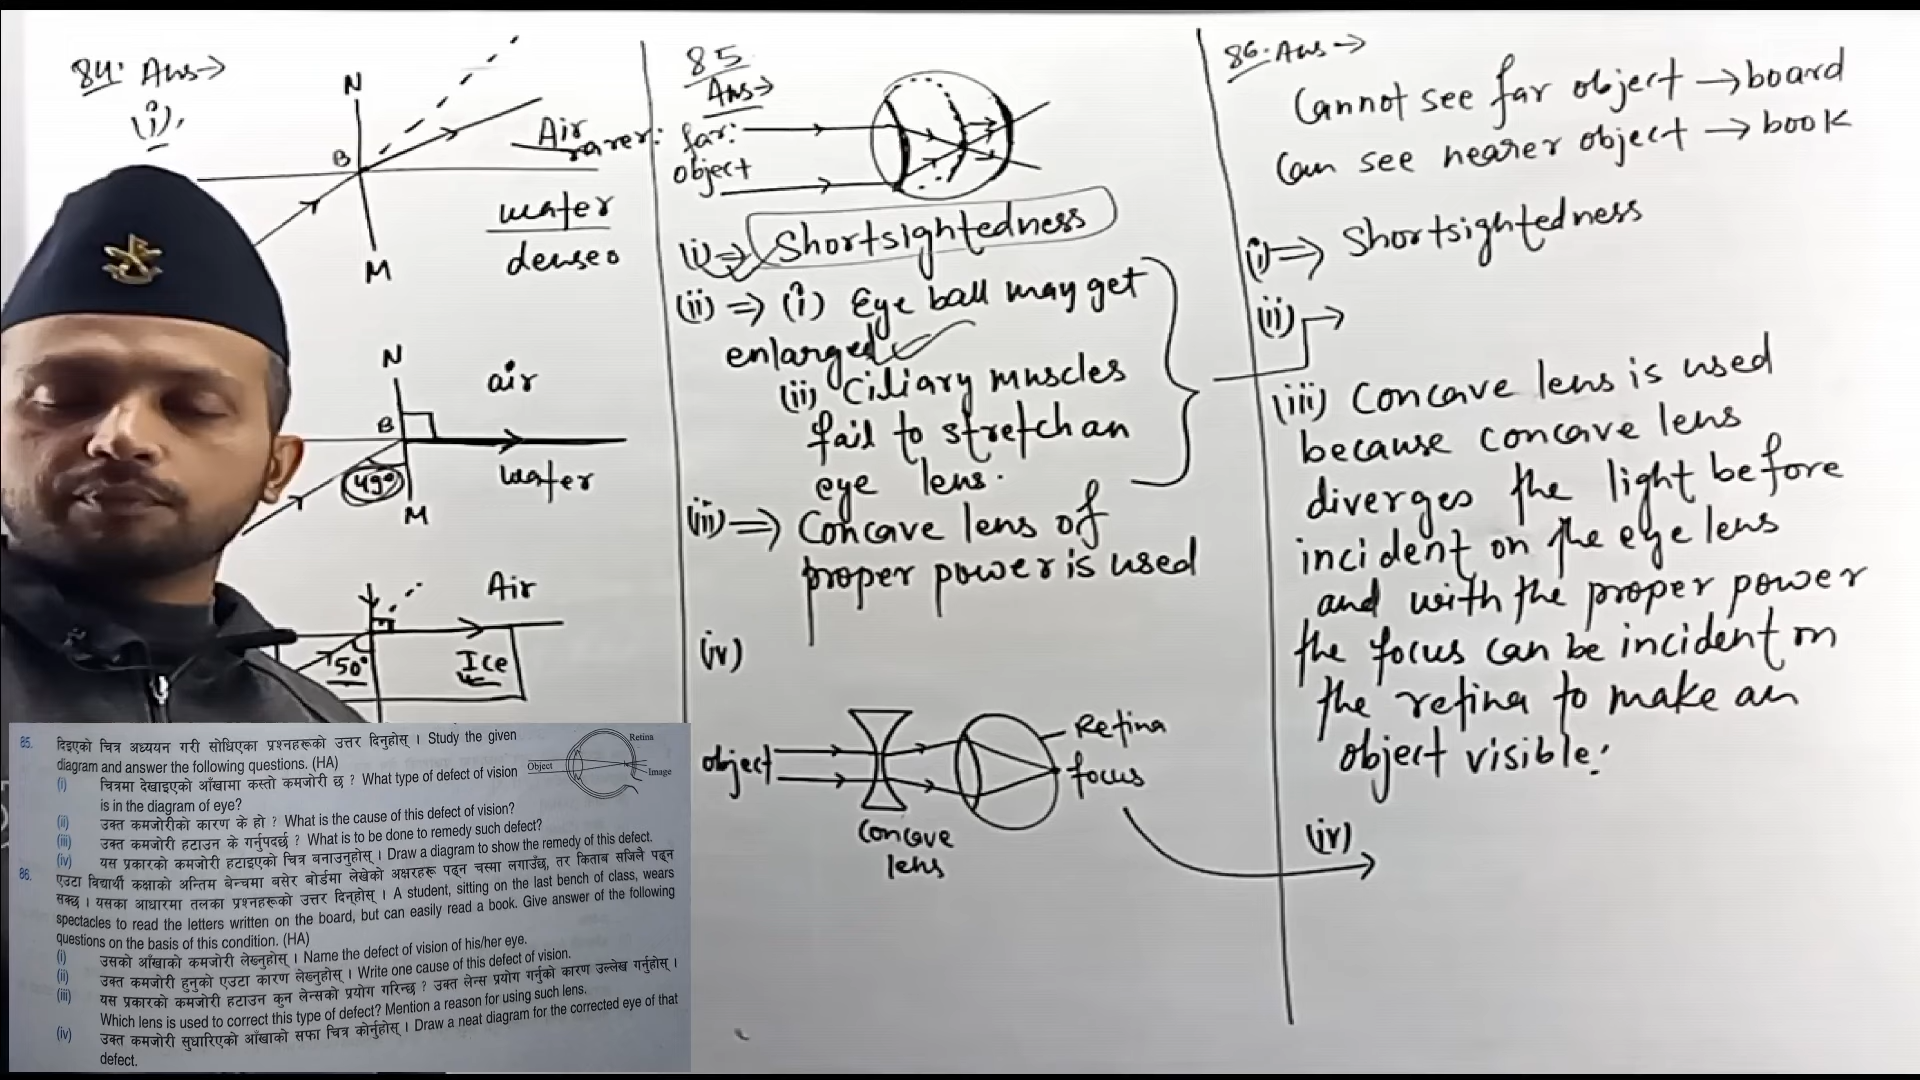 84. Ans→
(i),
N
B
Air
rarer:
water
denseo
M
N
air
B
49°
water
M
Air
50°
Ice
85
Ans→
far:
object
(i)⇒ Shortsightedness
(ii) ⇒ (i) Eye ball may get
enlarged
(ii) Ciliary muscles
fail to stretch an
eye lens.
(iii) ⇒ Concave lens of
proper power is used
(iv)
object
Retina
focus
Concave
lens
86. Ans →
Cannot see far object → board
Can see nearer object → book
(i)⇒ Shortsightedness
(ii)
(iii) Concave lens is used
because concave lens
diverges the light before
incident on the eye lens
and with the proper power
the focus can be incident on
the retina to make an
object visible.
(iv)
85. दिइएको चित्र अध्ययन गरी सोधिएका प्रश्नहरूको उत्तर दिनुहोस् । Study the given
diagram and answer the following questions. (HA)
Object
Retina
Image
(i) चित्रमा देखाइएको आँखामा कस्तो कमजोरी छ ? What type of defect of vision
is in the diagram of eye?
(ii) उक्त कमजोरीको कारण के हो ? What is the cause of this defect of vision?
(iii) उक्त कमजोरी हटाउन के गर्नुपर्दछ ? What is to be done to remedy such defect?
(iv) यस प्रकारको कमजोरी हटाइएको चित्र बनाउनुहोस् । Draw a diagram to show the remedy of this defect.
86. एउटा विद्यार्थी कक्षाको अन्तिम बेन्चमा बसेर बोर्डमा लेखेको अक्षरहरू पढ्न चस्मा लगाउँछ, तर किताब सजिलै पढ्न
सक्छ । यसका आधारमा तलका प्रश्नहरूको उत्तर दिनुहोस् । A student, sitting on the last bench of class, wears
spectacles to read the letters written on the board, but can easily read a book. Give answer of the following
questions on the basis of this condition. (HA)
(i) उसको आँखाको कमजोरी लेख्नुहोस् । Name the defect of vision of his/her eye.
(ii) उक्त कमजोरी हुनुको एउटा कारण लेख्नुहोस् । Write one cause of this defect of vision.
(iii) यस प्रकारको कमजोरी हटाउन कुन लेन्सको प्रयोग गरिन्छ ? उक्त लेन्स प्रयोग गर्नुको कारण उल्लेख गर्नुहोस् ।
Which lens is used to correct this type of defect? Mention a reason for using such lens.
(iv) उक्त कमजोरी सुधारिएको आँखाको सफा चित्र कोर्नुहोस् । Draw a neat diagram for the corrected eye of that
defect.